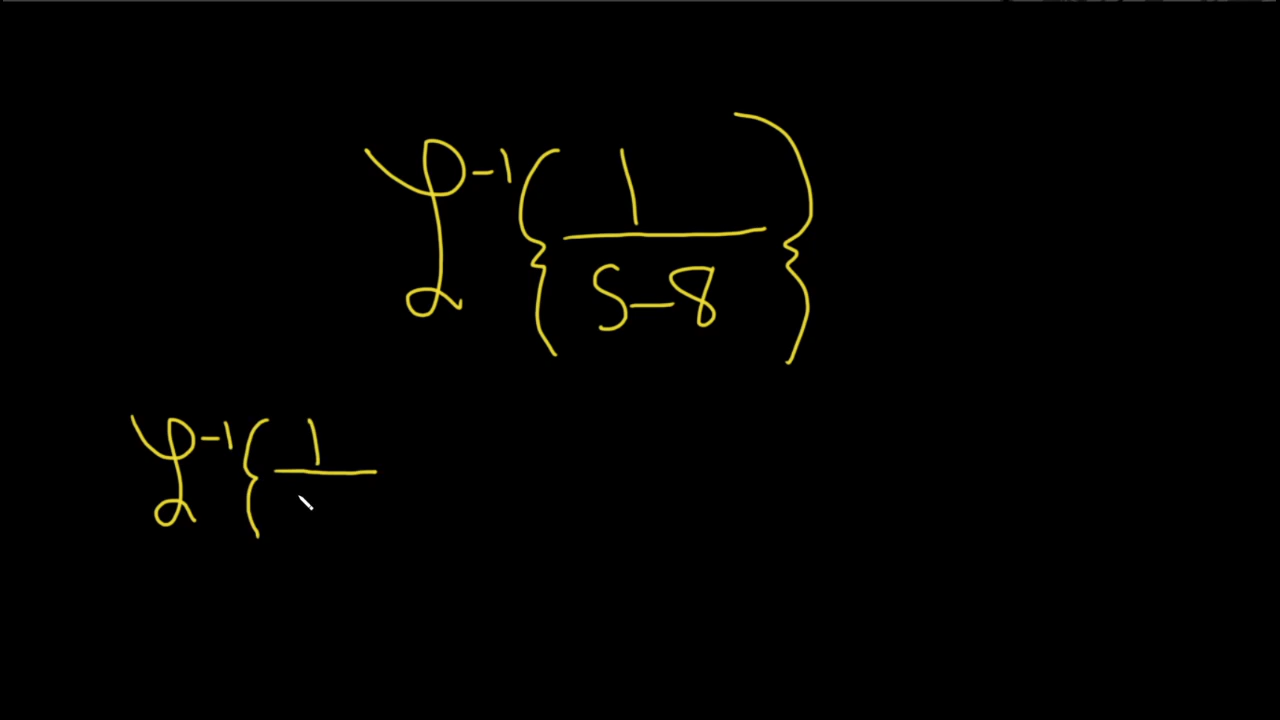 ℒ⁻¹{ 1/(S-8) }
ℒ⁻¹{ 1/